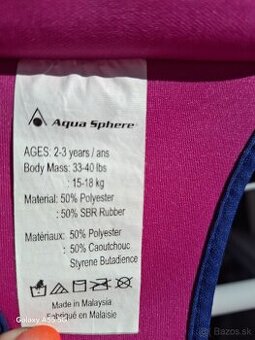 Aqua Sphere
AGES: 2-3 years / ans
Body Mass: 33-40 lbs
: 15-18 kg
Material: 50% Polyester
: 50% SBR Rubber
Matériaux: 50% Polyester
50% Caoutchouc
Styrene Butadience
Made in Malaysia
Fabriqué en Malaisie
Bazos.sk